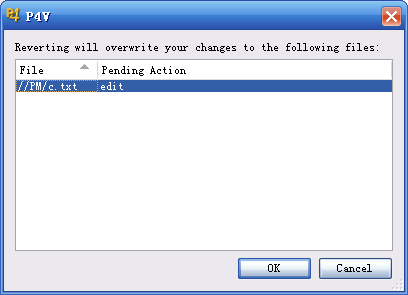 P4V
Reverting will overwrite your changes to the following files:
File Pending Action
//PM/c.txt edit
OK Cancel